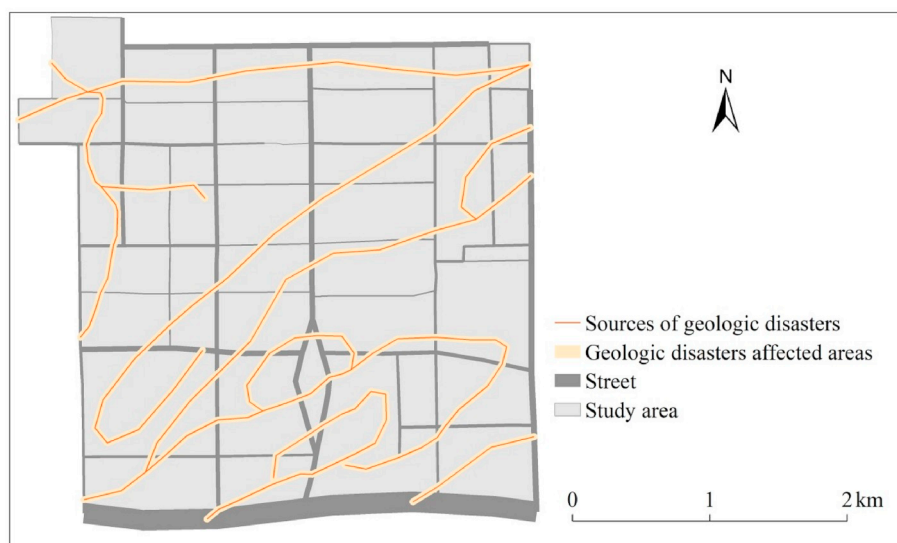 N
Sources of geologic disasters
Geologic disasters affected areas
Street
Study area
0 1 2 km